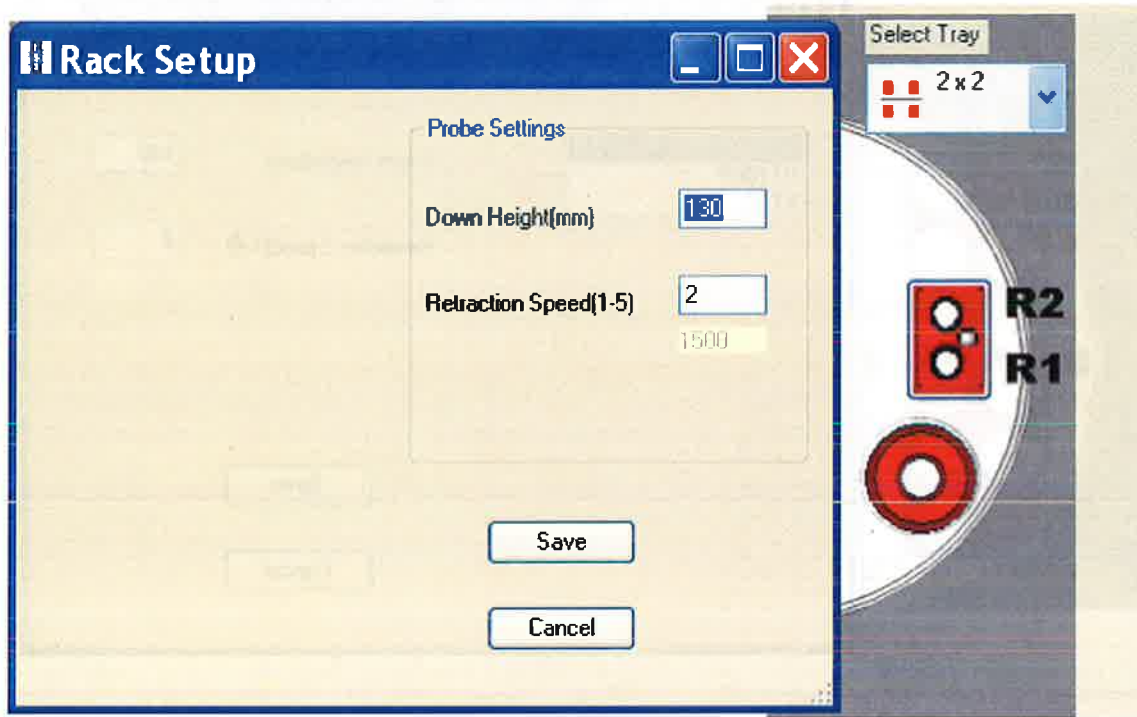 Rack Setup
Select Tray
2 x 2
Probe Settings
Down Height(mm)
130
Retraction Speed(1-5)
2
1500
R2
R1
Save
Cancel